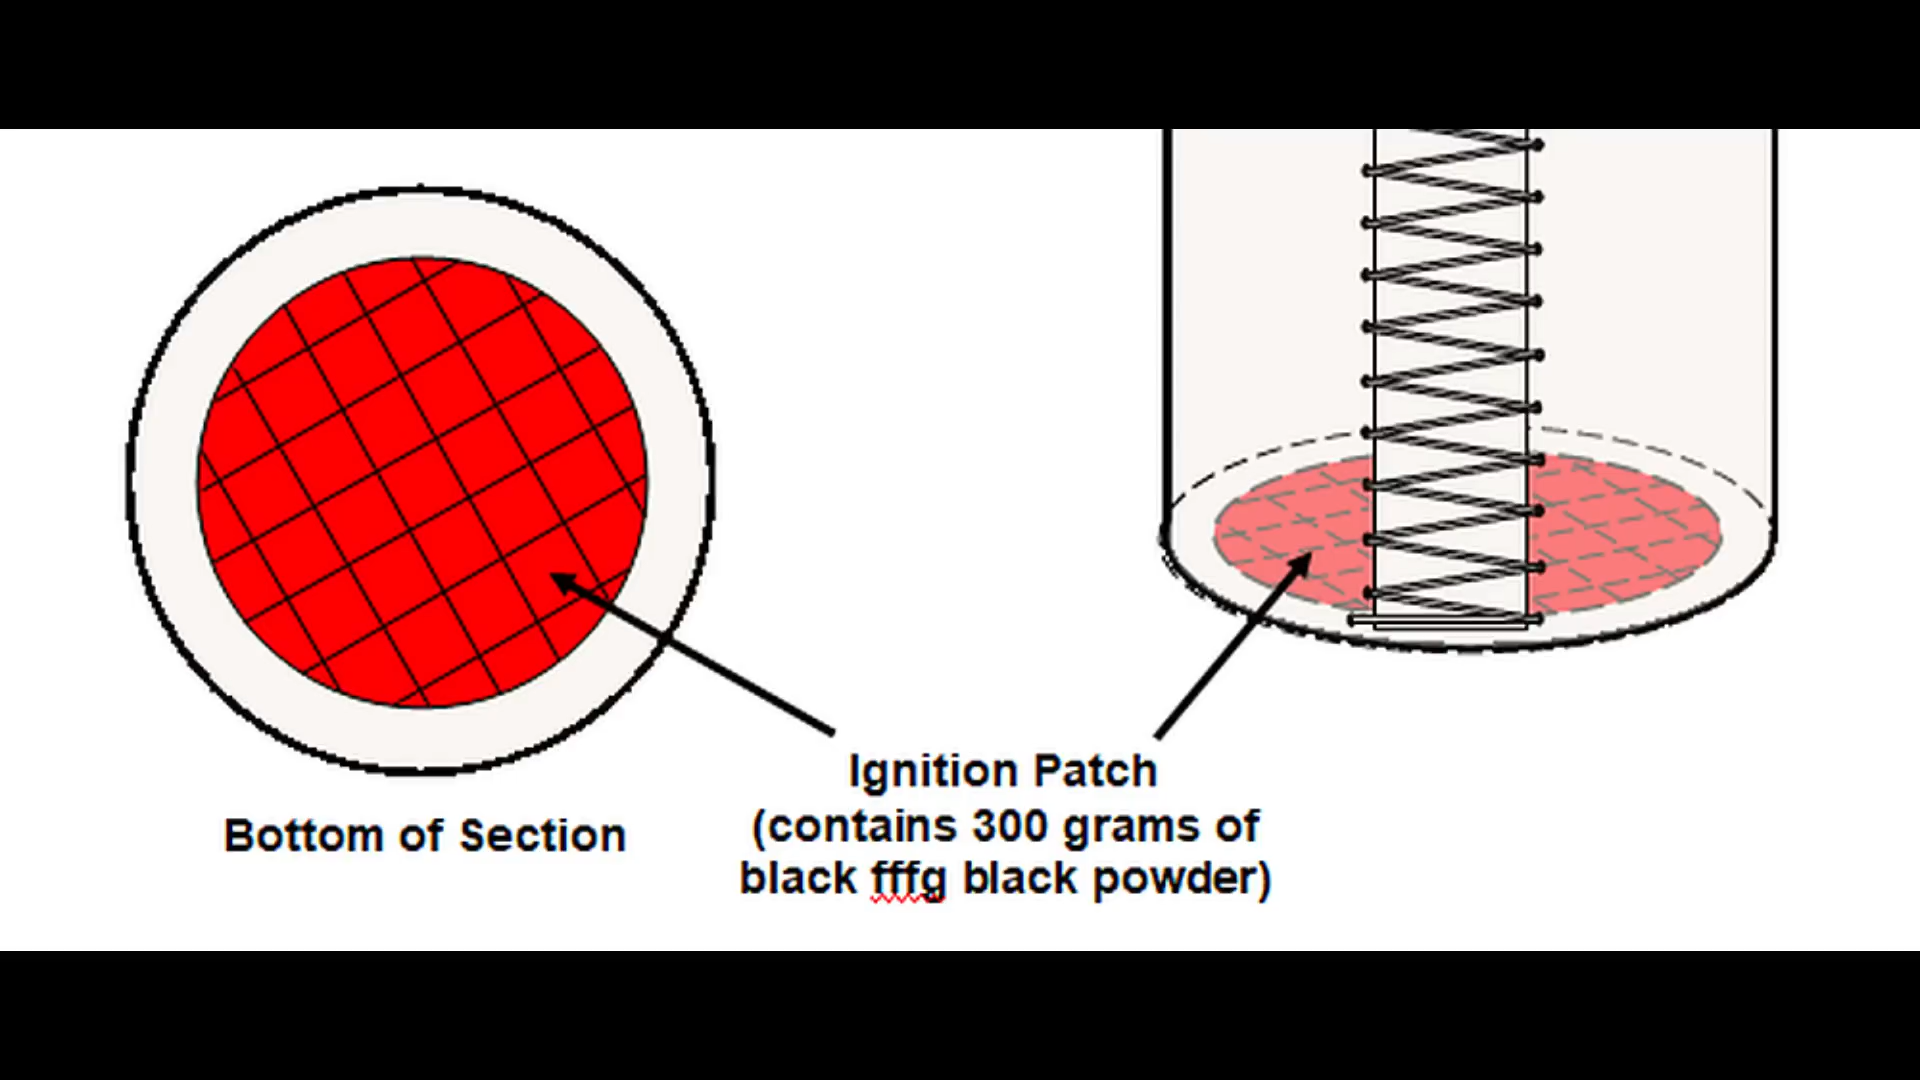 Ignition Patch
(contains 300 grams of
black fffg black powder)
Bottom of Section